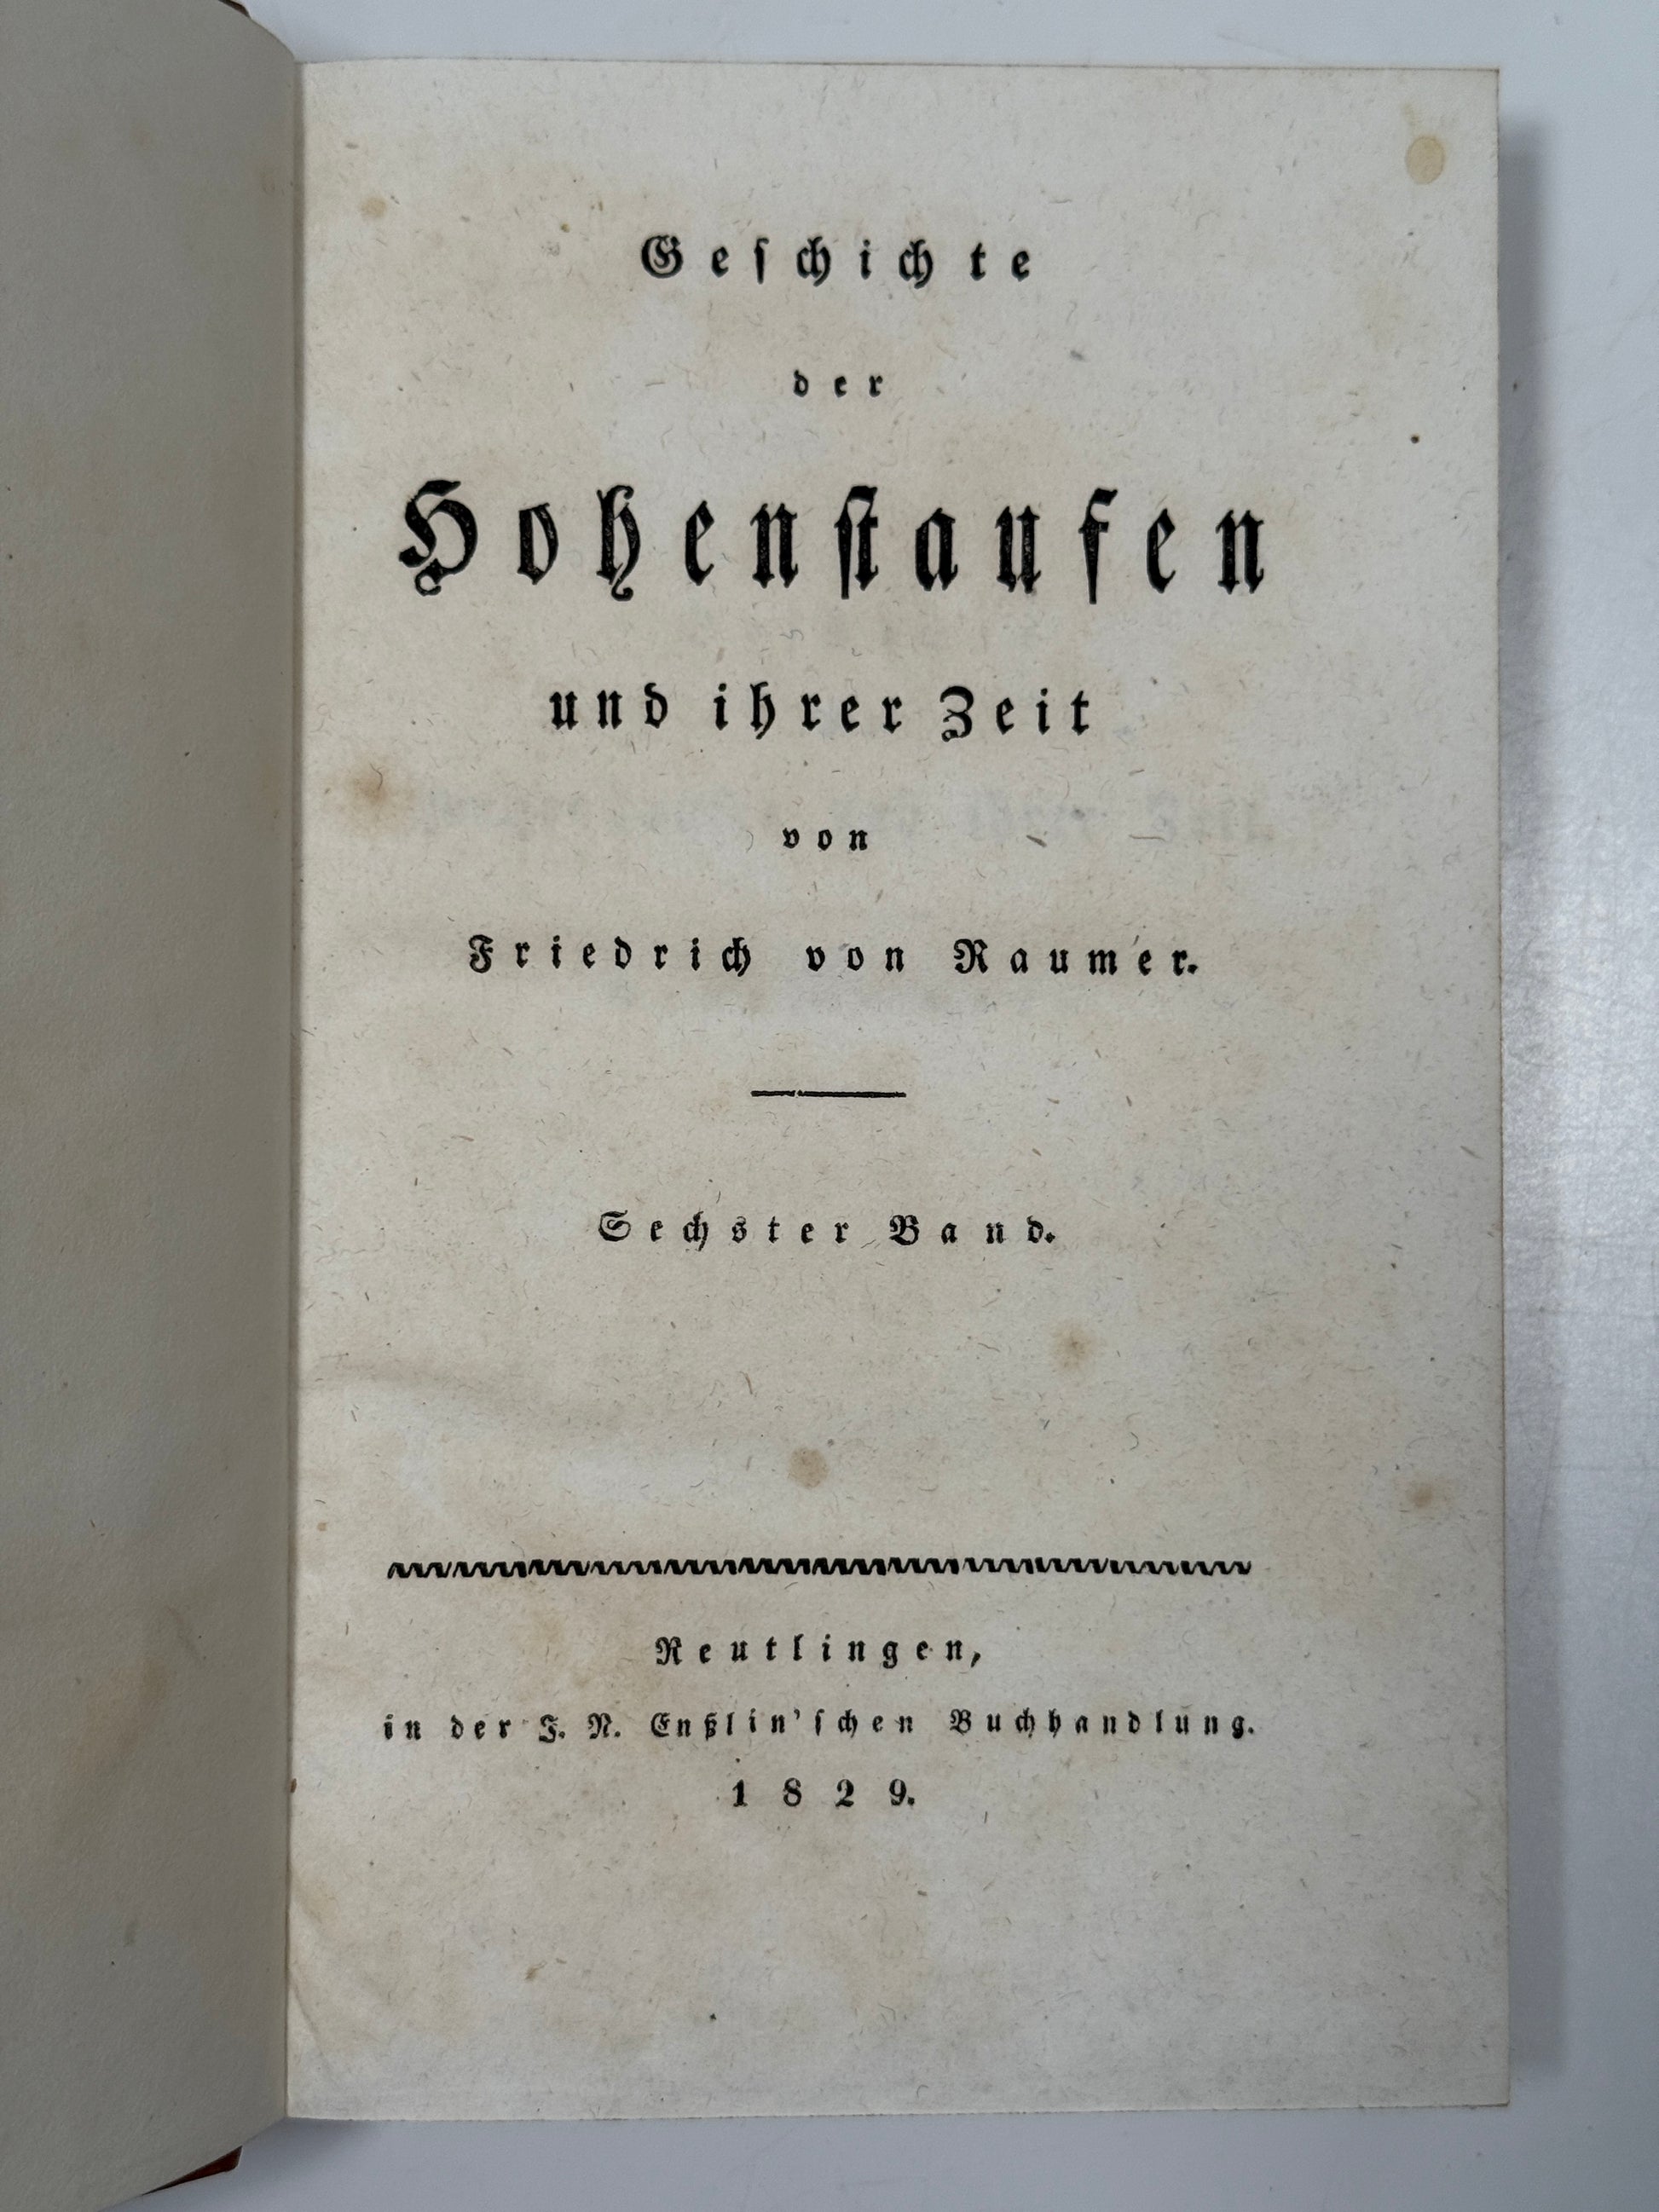 Geſchichte
der
Hohenſtaufen
und ihrer Zeit
von
Friedrich von Raumer.
Sechster Band.
Reutlingen,
in der J. N. Enßlin'ſchen Buchhandlung.
1829.